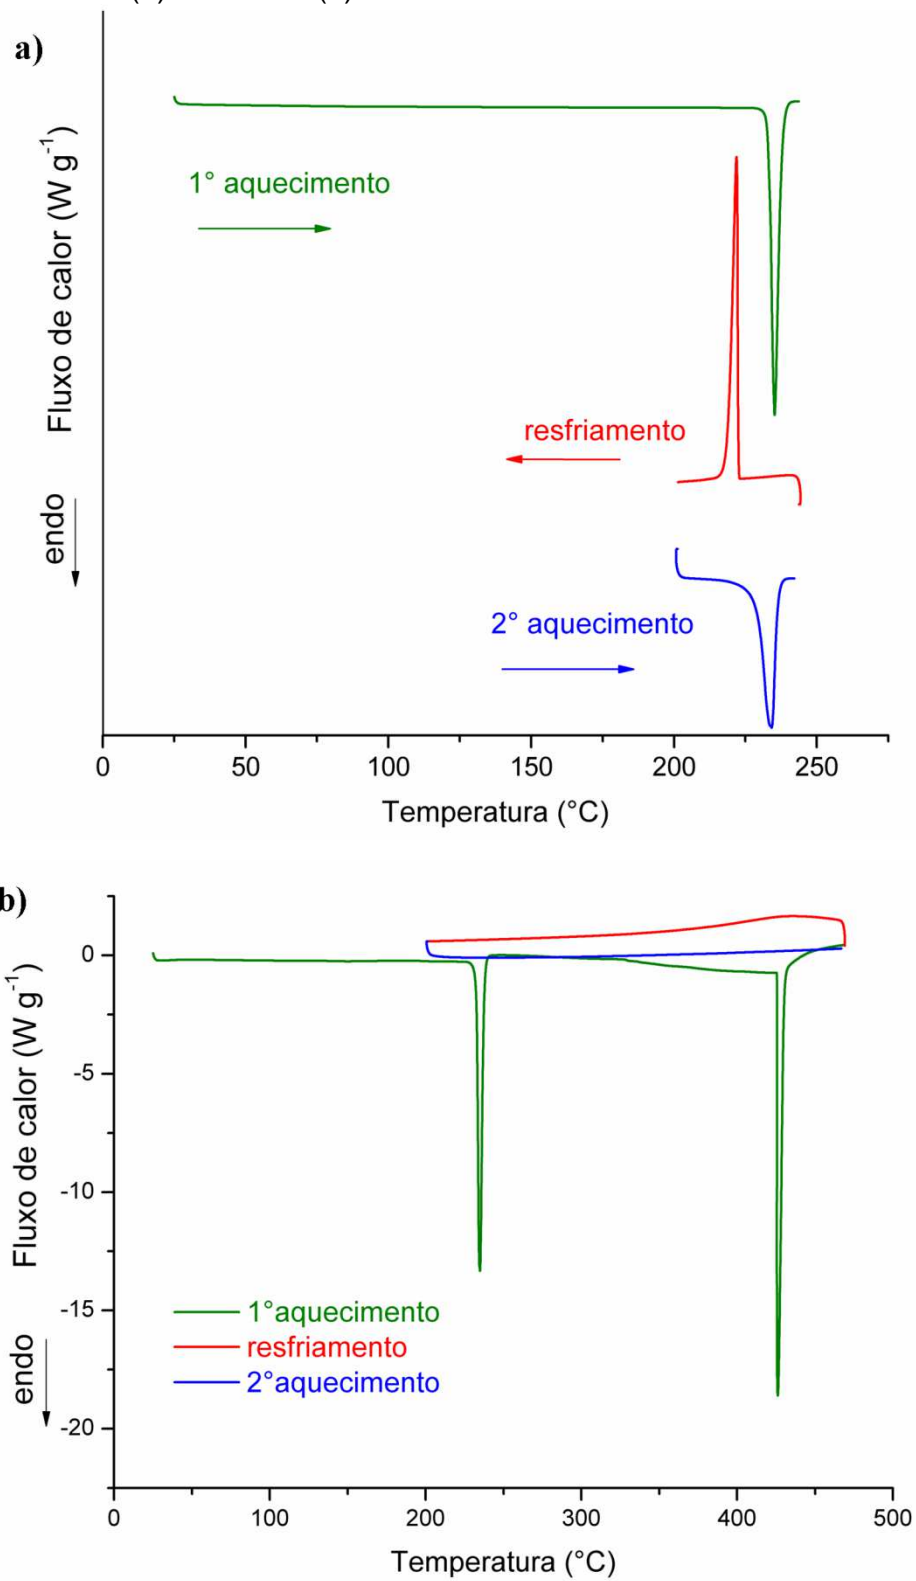 a)
Fluxo de calor (W g⁻¹)
endo
1° aquecimento
resfriamento
2° aquecimento
0 50 100 150 200 250
Temperatura (°C)
b)
Fluxo de calor (W g⁻¹)
endo
0
-5
-10
-15
-20
1°aquecimento
resfriamento
2°aquecimento
0 100 200 300 400 500
Temperatura (°C)